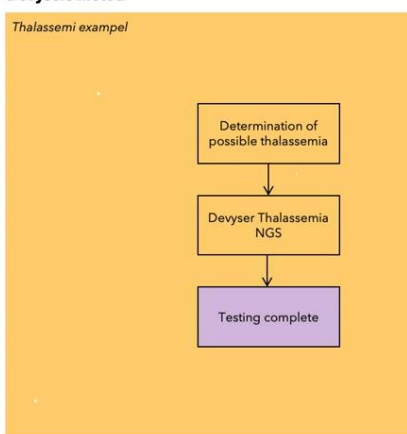 Thalassemi exampel
Determination of
possible thalassemia
Devyser Thalassemia
NGS
Testing complete